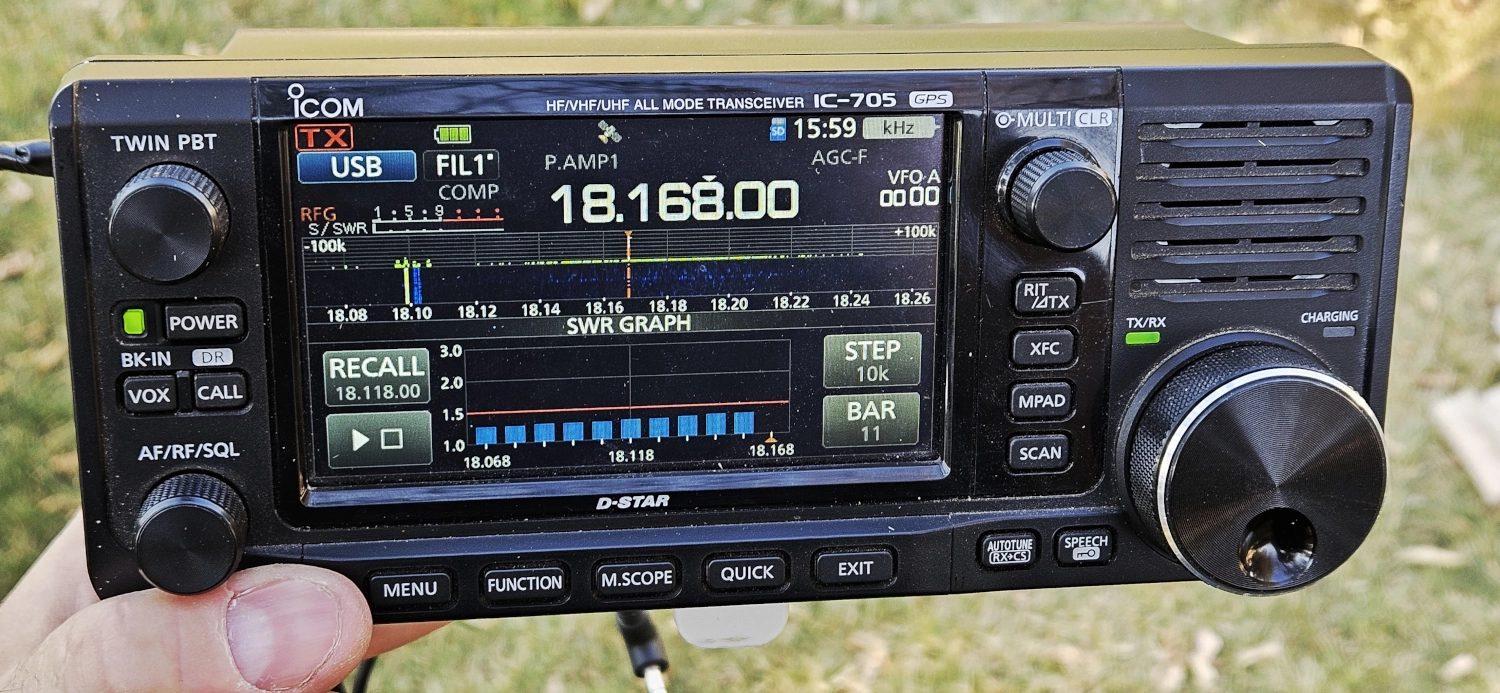 ICOM
HF/VHF/UHF ALL MODE TRANSCEIVER IC-705 GPS
TWIN PBT
MULTI CLR
TX
SD 15:59 kHz
USB FIL1 P.AMP1 AGC-F
COMP
18.168.00
VFO A
00 00
RFG 1 5 9
S/SWR
-100k +100k
18.08 18.10 18.12 18.14 18.16 18.18 18.20 18.22 18.24 18.26
SWR GRAPH
RECALL
18.118.00
3.0
2.0
1.5
1.0
18.068 18.118 18.168
STEP
10k
BAR
11
POWER
BK-IN DR
VOX CALL
AF/RF/SQL
RIT
/⊿TX
XFC
MPAD
SCAN
TX/RX
CHARGING
D-STAR
MENU FUNCTION M.SCOPE QUICK EXIT
AUTOTUNE
RX➔CS
SPEECH